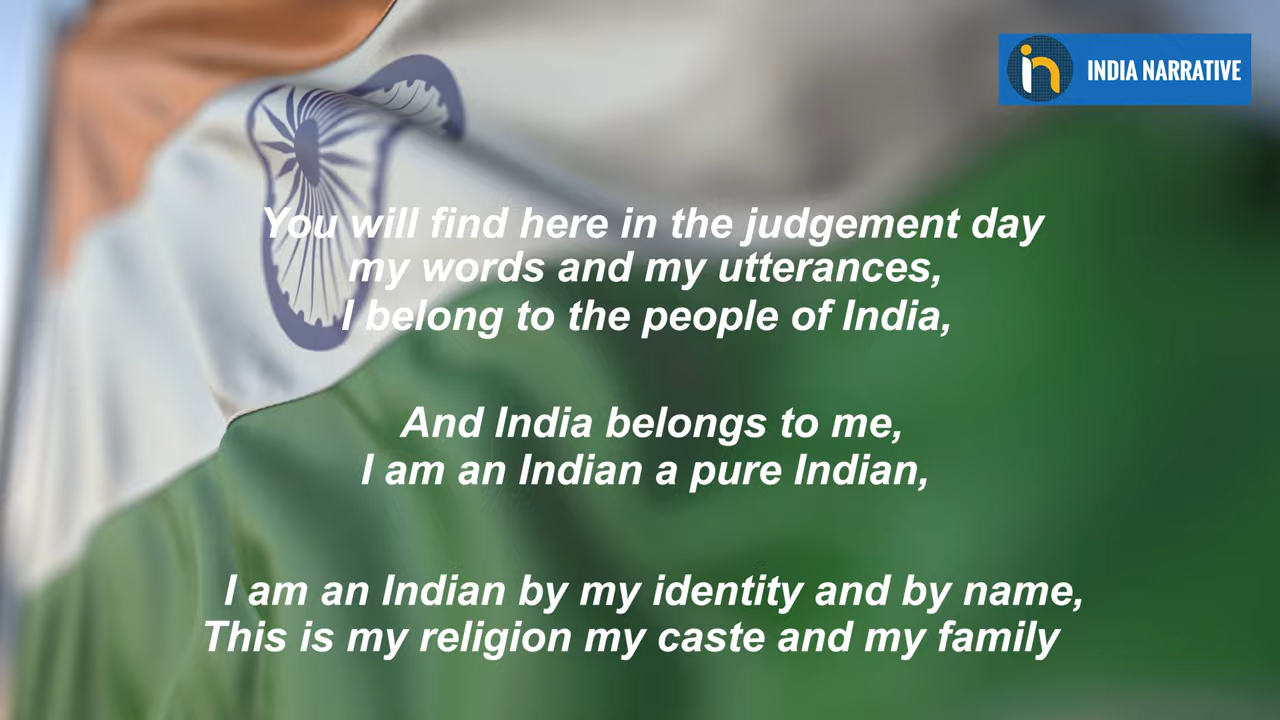 INDIA NARRATIVE
You will find here in the judgement day
my words and my utterances,
I belong to the people of India,
And India belongs to me,
I am an Indian a pure Indian,
I am an Indian by my identity and by name,
This is my religion my caste and my family